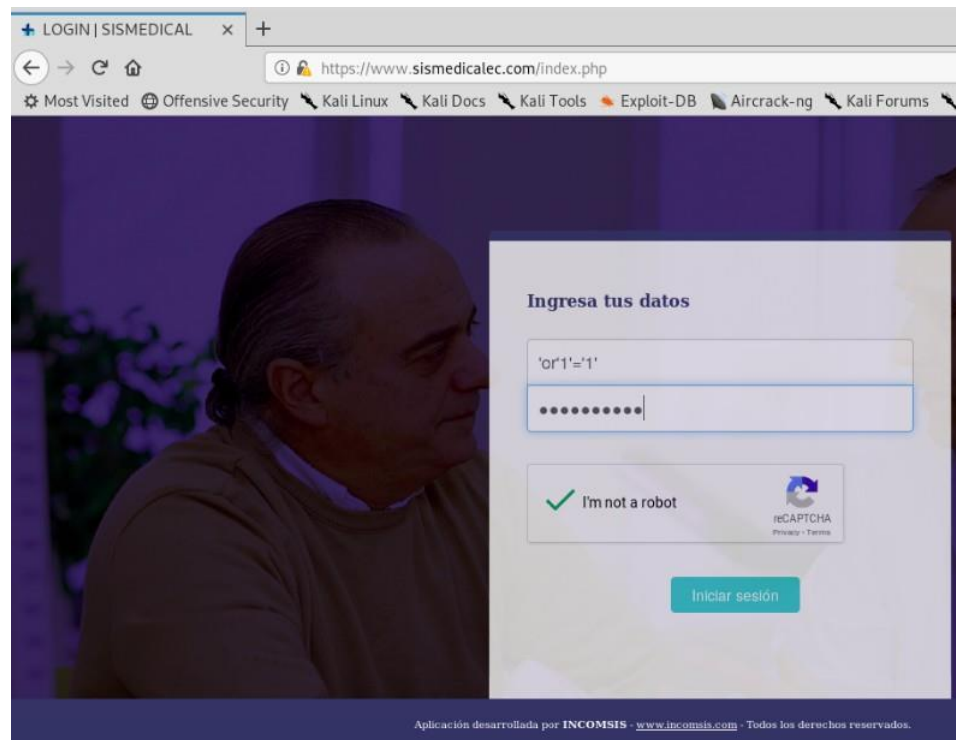 LOGIN | SISMEDICAL
https://www.sismedicalec.com/index.php
Most Visited Offensive Security Kali Linux Kali Docs Kali Tools Exploit-DB Aircrack-ng Kali Forums
Ingresa tus datos
'or'1'='1'
I'm not a robot
reCAPTCHA
Privacy - Terms
Iniciar sesión
Aplicación desarrollada por INCOMSIS - www.incomsis.com - Todos los derechos reservados.